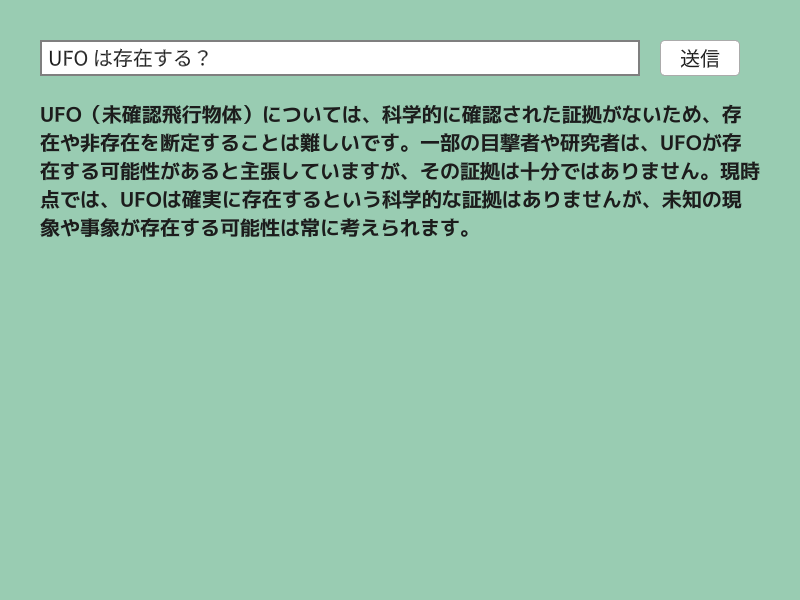 UFO は存在する？
送信
UFO（未確認飛行物体）については、科学的に確認された証拠がないため、存
在や非存在を断定することは難しいです。一部の目撃者や研究者は、UFOが存
在する可能性があると主張していますが、その証拠は十分ではありません。現時
点では、UFOは確実に存在するという科学的な証拠はありませんが、未知の現
象や事象が存在する可能性は常に考えられます。